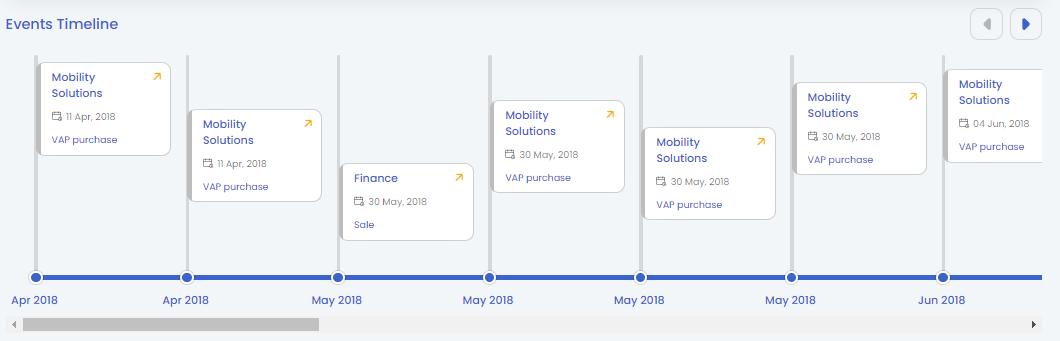 Events Timeline
Mobility
Solutions
11 Apr, 2018
VAP purchase
Mobility
Solutions
11 Apr, 2018
VAP purchase
Finance
30 May, 2018
Sale
Mobility
Solutions
30 May, 2018
VAP purchase
Mobility
Solutions
30 May, 2018
VAP purchase
Mobility
Solutions
30 May, 2018
VAP purchase
Mobility
Solutions
04 Jun, 2018
VAP purchase
Apr 2018
Apr 2018
May 2018
May 2018
May 2018
May 2018
Jun 2018